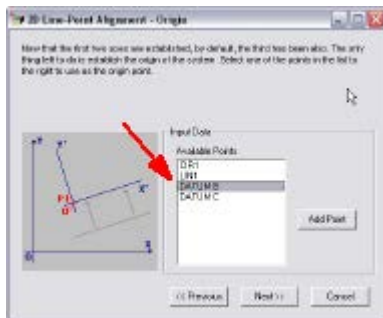 2D Line-Point Alignment - Origin
Now that the first two axes are established, by default, the third has been also. The only
thing left to do is establish the origin of the system. Select one of the points in the list to
the right to use as the origin point.
Input Data
Available Points
CIR1
LIN1
DATUM B
DATUM C
Add Point
Y
Y'
X'
P1
O'
X
<< Previous
Next >>
Cancel